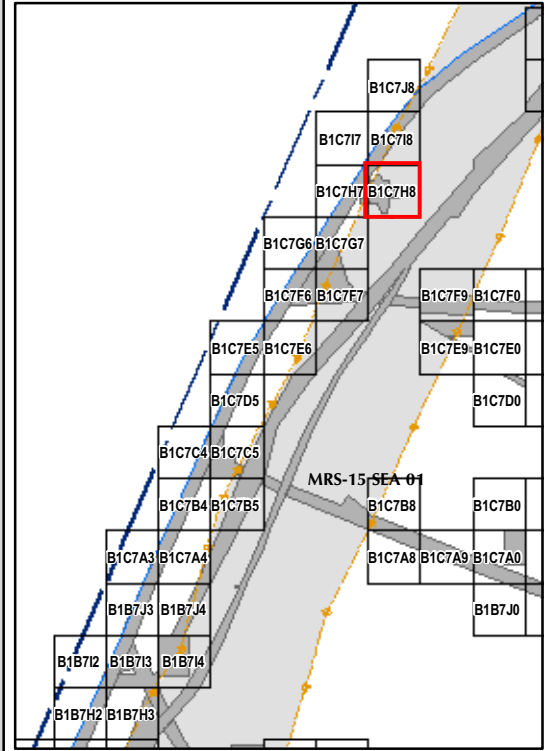 B1C7J8
B1C7I7 B1C7I8
B1C7H7 B1C7H8
B1C7G6 B1C7G7
B1C7F6 B1C7F7 B1C7F9 B1C7F0
B1C7E5 B1C7E6 B1C7E9 B1C7E0
B1C7D5 B1C7D0
B1C7C4 B1C7C5
MRS-15 SEA 01
B1C7B4 B1C7B5 B1C7B8 B1C7B0
B1C7A3 B1C7A4 B1C7A8 B1C7A9 B1C7A0
B1B7J3 B1B7J4 B1B7J0
B1B7I2 B1B7I3 B1B7I4
B1B7H2 B1B7H3